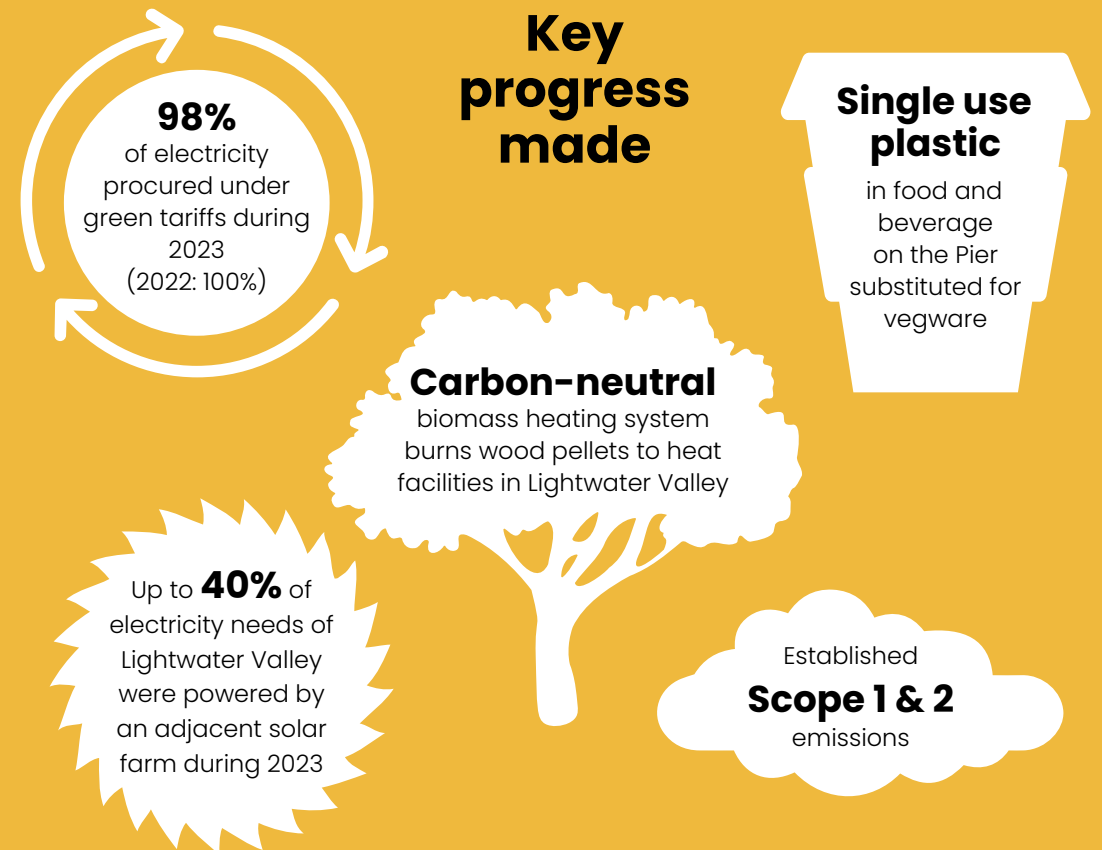 Key
progress
made
98%
of electricity
procured under
green tariffs during
2023
(2022: 100%)
Single use
plastic
in food and
beverage
on the Pier
substituted for
vegware
Carbon-neutral
biomass heating system
burns wood pellets to heat
facilities in Lightwater Valley
Up to 40% of
electricity needs of
Lightwater Valley
were powered by
an adjacent solar
farm during 2023
Established
Scope 1 & 2
emissions